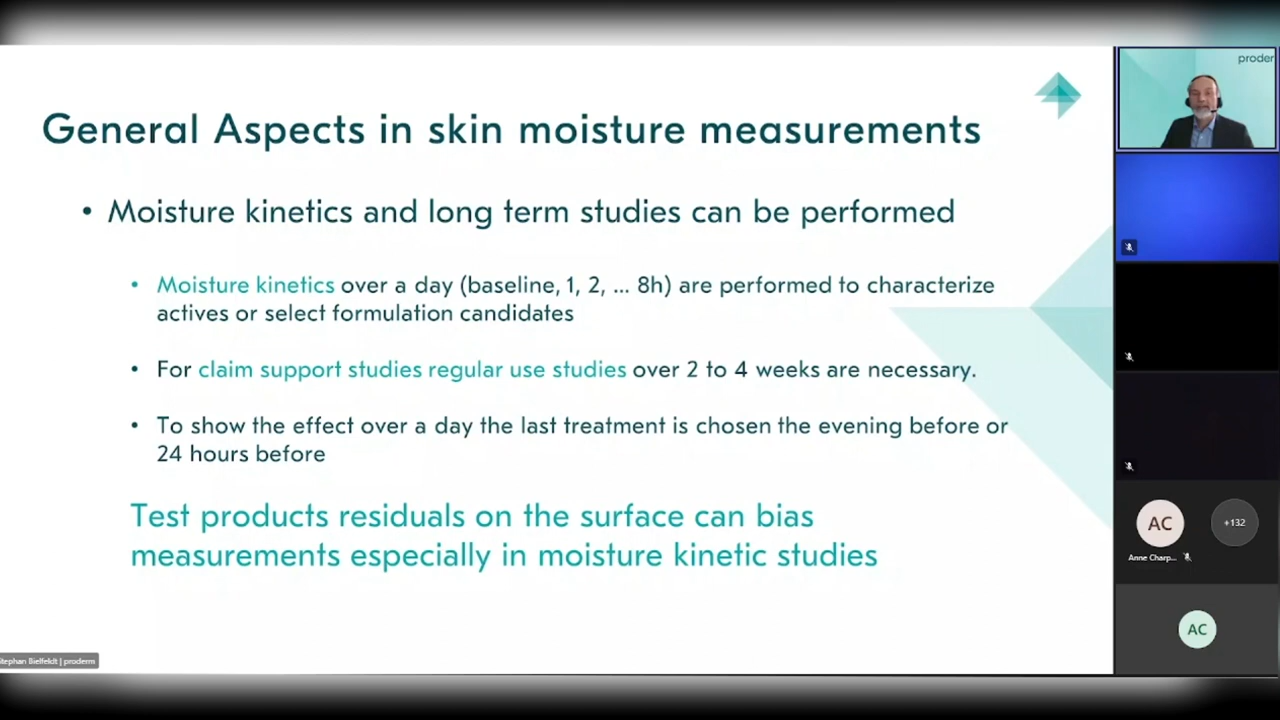 General Aspects in skin moisture measurements
• Moisture kinetics and long term studies can be performed
• Moisture kinetics over a day (baseline, 1, 2, ... 8h) are performed to characterize
actives or select formulation candidates
• For claim support studies regular use studies over 2 to 4 weeks are necessary.
• To show the effect over a day the last treatment is chosen the evening before or
24 hours before
Test products residuals on the surface can bias
measurements especially in moisture kinetic studies
Stephan Bielfeldt | proderm
proder
AC
+132
Anne Charp...
AC